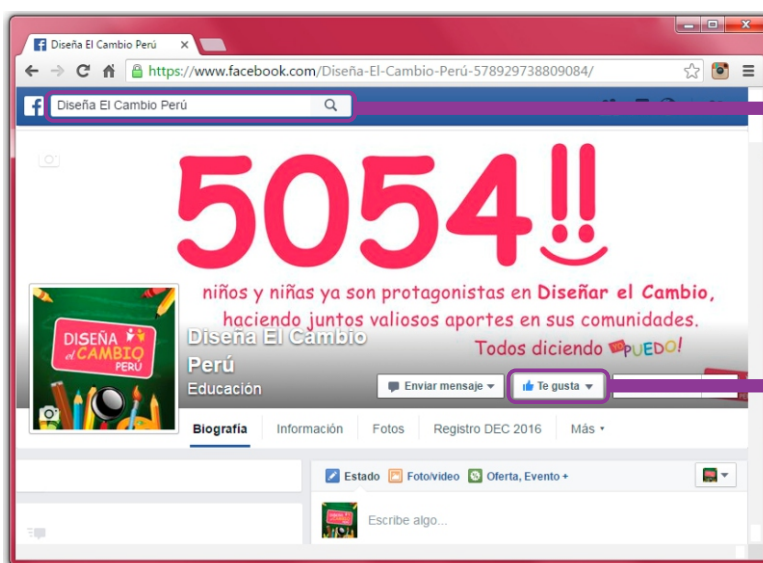 Diseña El Cambio Perú
https://www.facebook.com/Diseña-El-Cambio-Perú-578929738809084/
Diseña El Cambio Perú
5054!!
niños y niñas ya son protagonistas en Diseñar el Cambio,
haciendo juntos valiosos aportes en sus comunidades.
Todos diciendo YO PUEDO!
DISEÑA
el CAMBIO
PERÚ
Diseña El Cambio
Perú
Educación
Enviar mensaje
Te gusta
Biografía Información Fotos Registro DEC 2016 Más
Estado Foto/video Oferta, Evento +
Escribe algo...